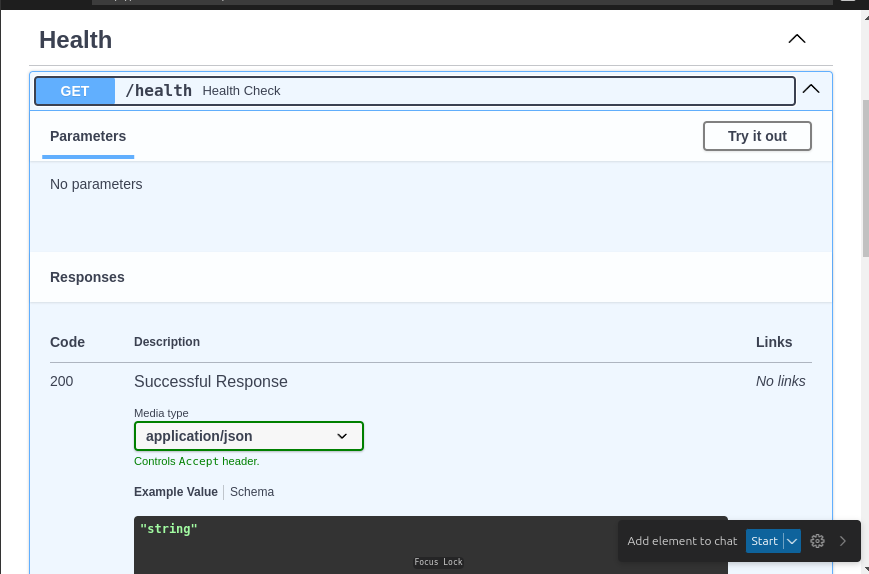 Health
GET /health Health Check
Parameters
Try it out
No parameters
Responses
Code Description Links
200 Successful Response No links
Media type
application/json
Controls Accept header.
Example Value Schema
"string"
Add element to chat Start
Focus Lock